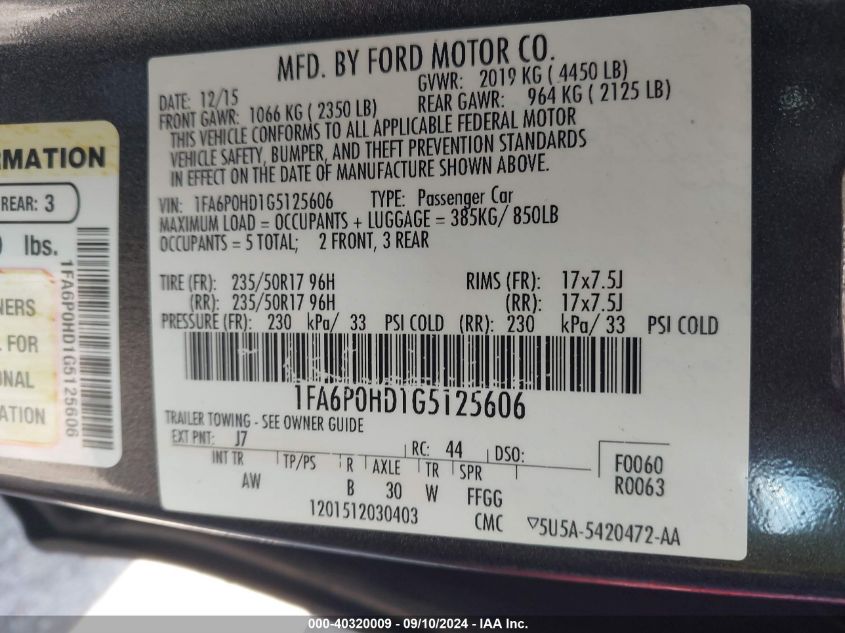 MFD. BY FORD MOTOR CO.
DATE: 12/15
GVWR: 2019 KG ( 4450 LB)
FRONT GAWR: 1066 KG ( 2350 LB)
REAR GAWR: 964 KG ( 2125 LB)
THIS VEHICLE CONFORMS TO ALL APPLICABLE FEDERAL MOTOR
VEHICLE SAFETY, BUMPER, AND THEFT PREVENTION STANDARDS
IN EFFECT ON THE DATE OF MANUFACTURE SHOWN ABOVE.
VIN: 1FA6P0HD1G5125606 TYPE: Passenger Car
MAXIMUM LOAD = OCCUPANTS + LUGGAGE = 385KG/ 850LB
OCCUPANTS = 5 TOTAL; 2 FRONT, 3 REAR
TIRE (FR): 235/50R17 96H RIMS (FR): 17x7.5J
(RR): 235/50R17 96H (RR): 17x7.5J
PRESSURE (FR): 230 kPa/ 33 PSI COLD (RR): 230 kPa/ 33 PSI COLD
1FA6P0HD1G5125606
TRAILER TOWING - SEE OWNER GUIDE
EXT PNT: J7 RC: 44 DSO:
INT TR TP/PS R AXLE TR SPR
AW B 30 W FFGG
F0060
R0063
1201512030403 CMC ▽5U5A-5420472-AA
RMATION
REAR: 3
lbs.
1FA6P0HD1G5125606
NERS
FOR
ONAL
ATION
000-40320009 - 09/10/2024 - IAA Inc.